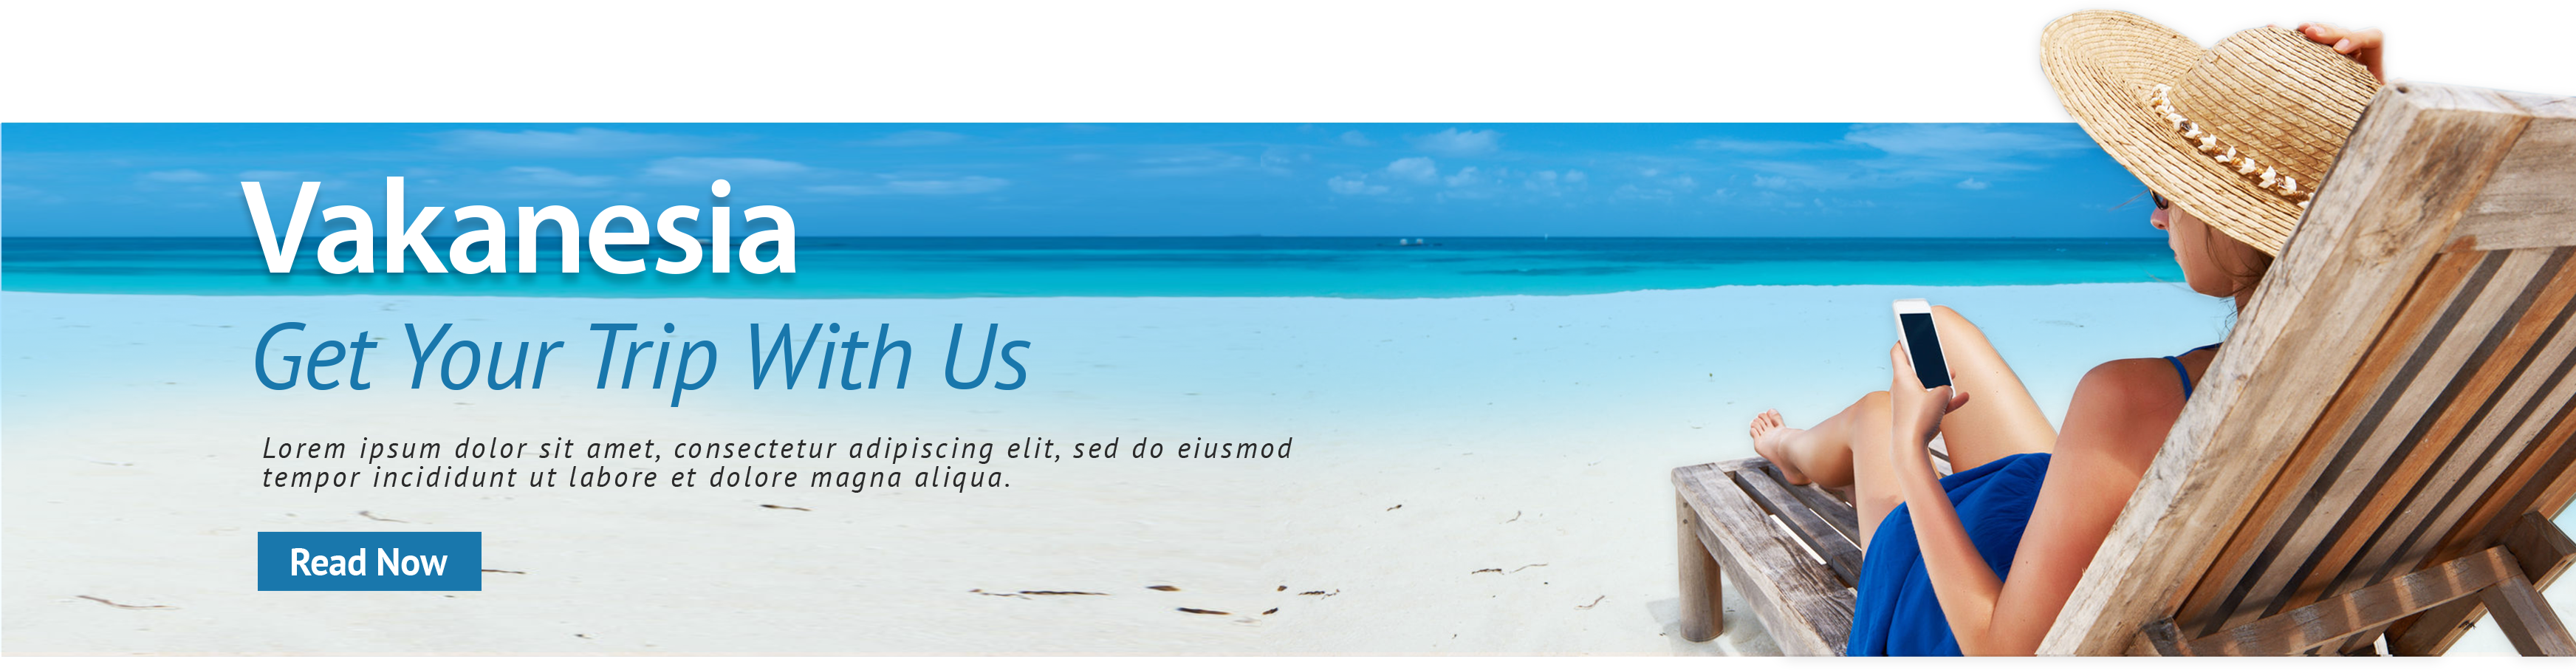 Vakanesia
Get Your Trip With Us
Lorem ipsum dolor sit amet, consectetur adipiscing elit, sed do eiusmod
tempor incididunt ut labore et dolore magna aliqua.
Read Now